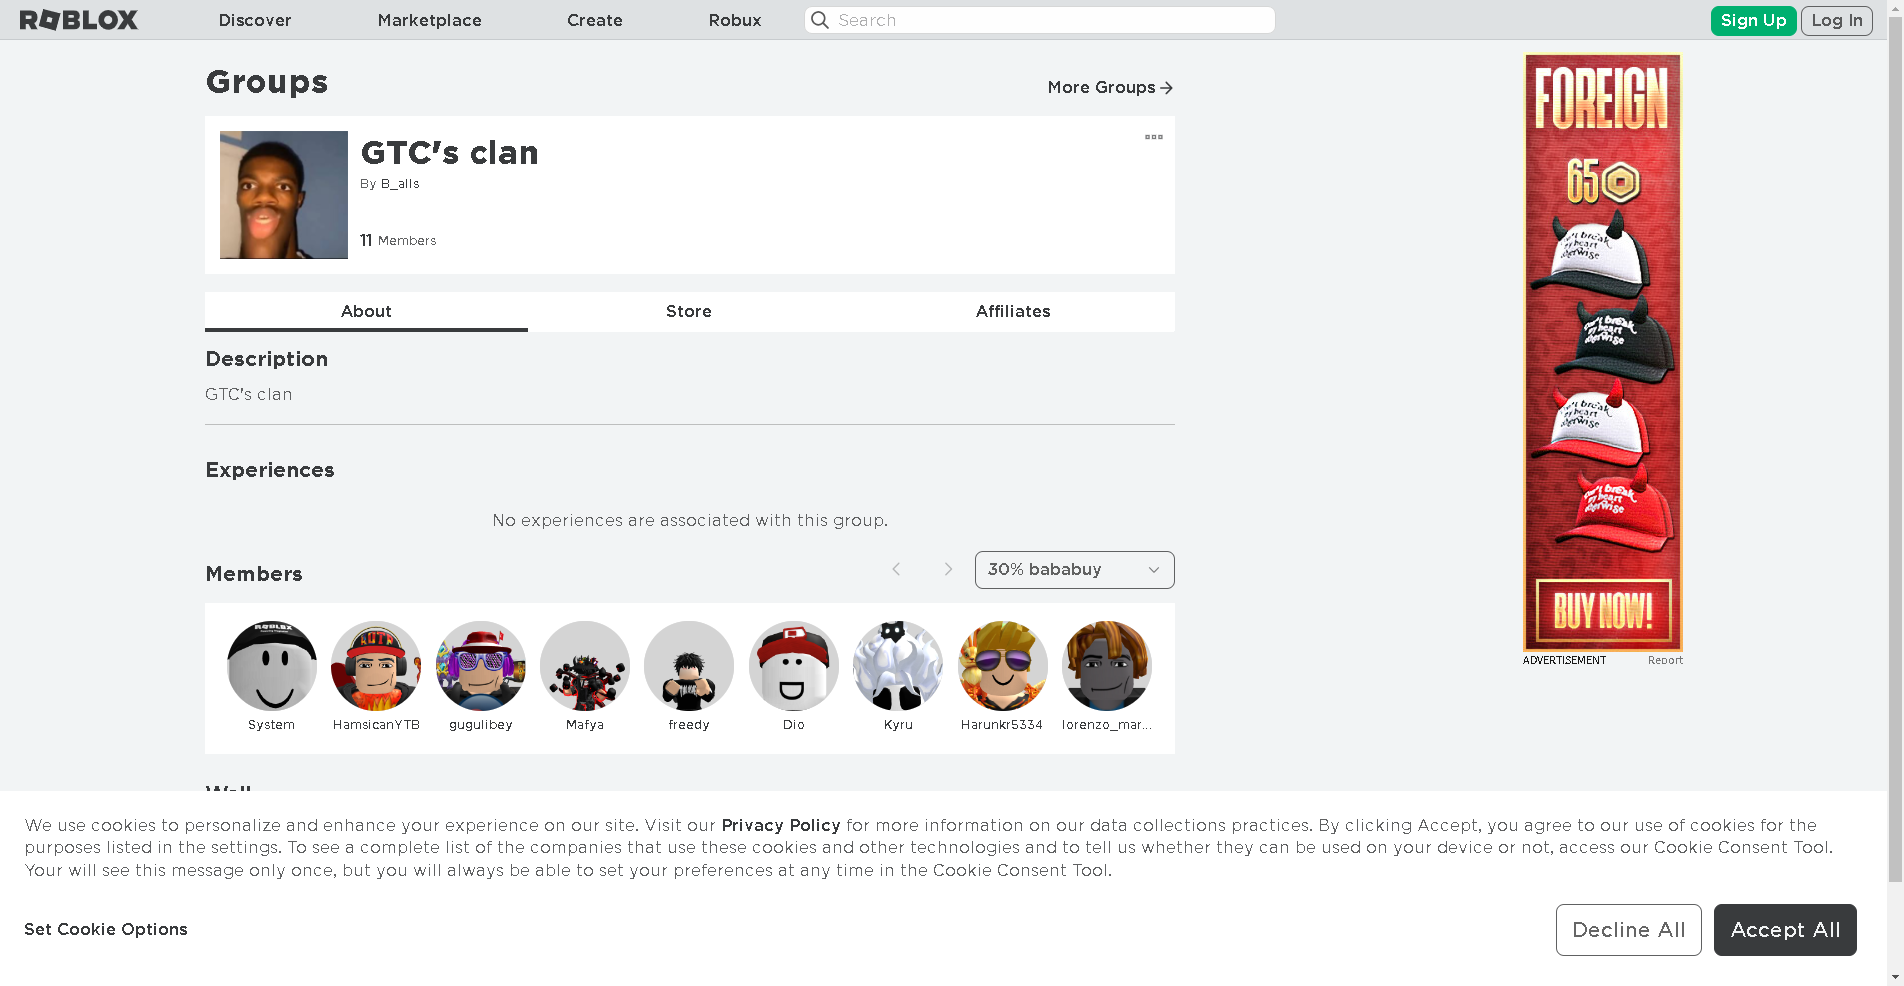 ROBLOX
Discover
Marketplace
Create
Robux
Search
Sign Up
Log In
Groups
More Groups
GTC's clan
By B_alls
11 Members
About
Store
Affiliates
Description
GTC's clan
Experiences
No experiences are associated with this group.
Members
30% bababuy
ROBLOX
System
HamsicanYTB
gugulibey
Mafya
freedy
Dio
Kyru
Harunkr5334
lorenzo_mar...
FOREIGN
65
BUY NOW!
ADVERTISEMENT
Report
We use cookies to personalize and enhance your experience on our site. Visit our Privacy Policy for more information on our data collections practices. By clicking Accept, you agree to our use of cookies for the
purposes listed in the settings. To see a complete list of the companies that use these cookies and other technologies and to tell us whether they can be used on your device or not, access our Cookie Consent Tool.
Your will see this message only once, but you will always be able to set your preferences at any time in the Cookie Consent Tool.
Set Cookie Options
Decline All
Accept All